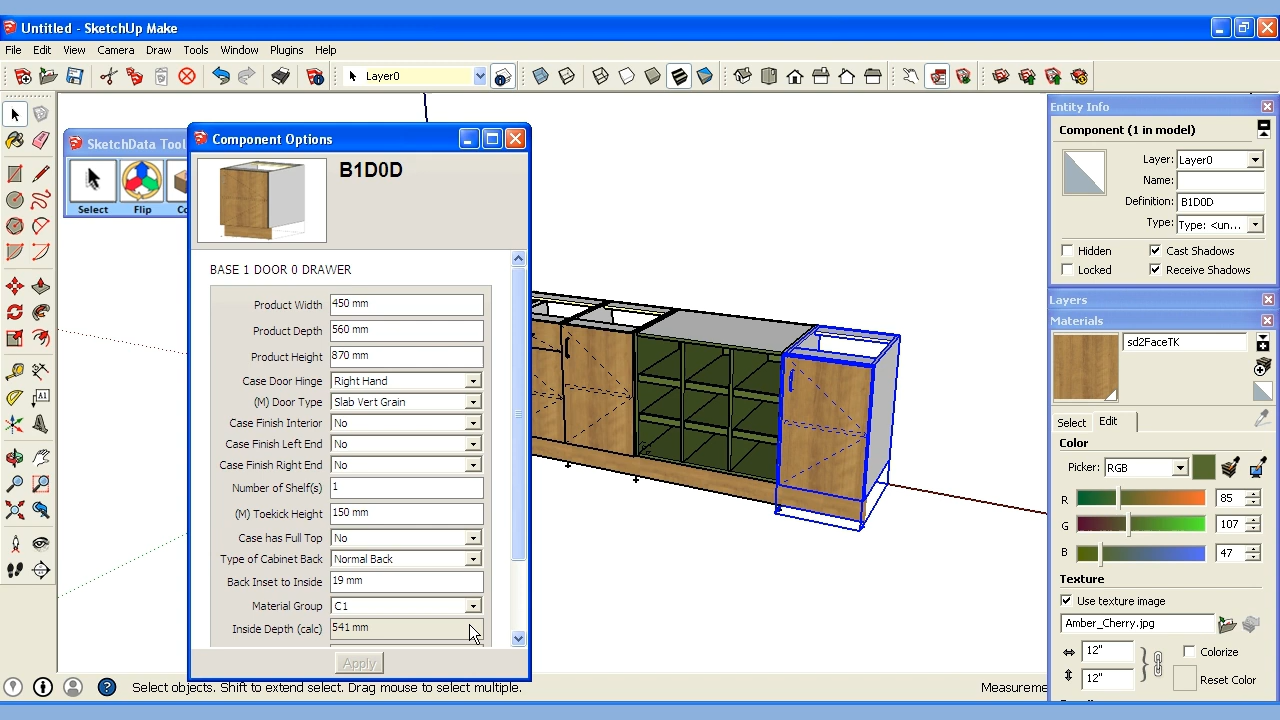 Untitled - SketchUp Make
File Edit View Camera Draw Tools Window Plugins Help
Layer0
SketchData Tool
Select Flip
Component Options
B1D0D
BASE 1 DOOR 0 DRAWER
Product Width 450 mm
Product Depth 560 mm
Product Height 870 mm
Case Door Hinge Right Hand
(M) Door Type Slab Vert Grain
Case Finish Interior No
Case Finish Left End No
Case Finish Right End No
Number of Shelf(s) 1
(M) Toekick Height 150 mm
Case has Full Top No
Type of Cabinet Back Normal Back
Back Inset to Inside 19 mm
Material Group C1
Inside Depth (calc) 541 mm
Apply
Entity Info
Component (1 in model)
Layer: Layer0
Name:
Definition: B1D0D
Type: Type: <un...
Hidden Cast Shadows
Locked Receive Shadows
Layers
Materials
sd2FaceTK
Select Edit
Color
Picker: RGB
R 85
G 107
B 47
Texture
Use texture image
Amber_Cherry.jpg
12" Colorize
12" Reset Color
Select objects. Shift to extend select. Drag mouse to select multiple.
Measureme